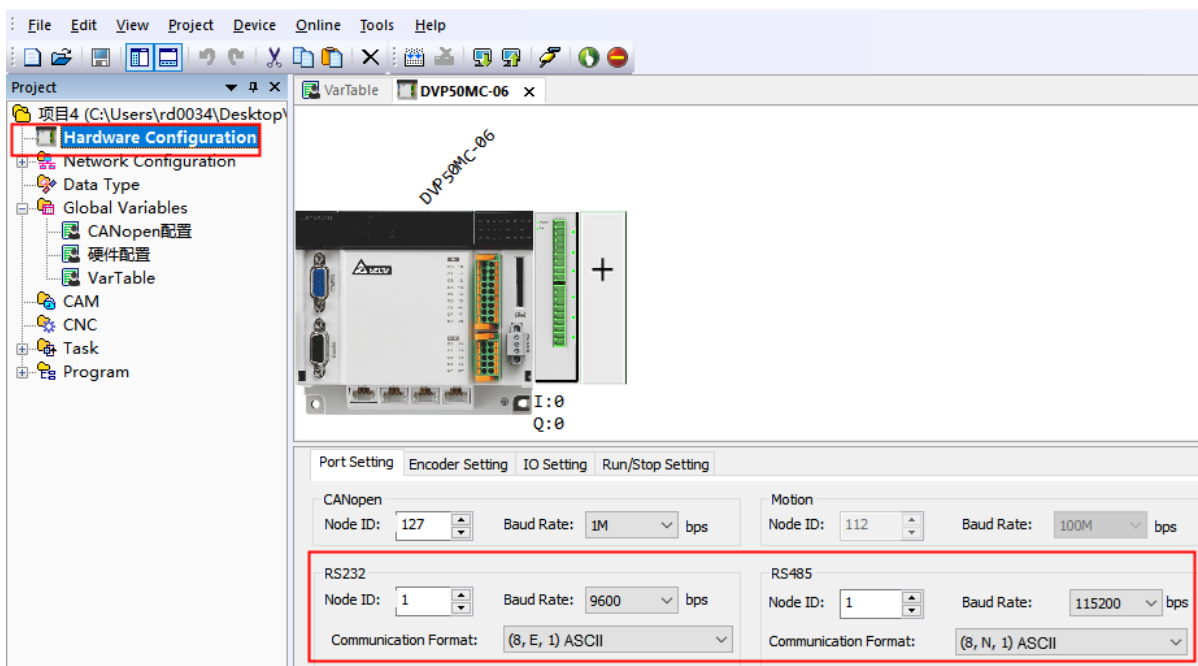 File Edit View Project Device Online Tools Help
Project
VarTable DVP50MC-06
项目4 (C:\Users\rd0034\Desktop\
Hardware Configuration
Network Configuration
Data Type
Global Variables
CANopen配置
硬件配置
VarTable
CAM
CNC
Task
Program
DVP50MC-06
DELTA
I:0
Q:0
Port Setting Encoder Setting IO Setting Run/Stop Setting
CANopen Motion
Node ID: 127 Baud Rate: 1M bps Node ID: 112 Baud Rate: 100M bps
RS232 RS485
Node ID: 1 Baud Rate: 9600 bps Node ID: 1 Baud Rate: 115200 bps
Communication Format: (8, E, 1) ASCII Communication Format: (8, N, 1) ASCII